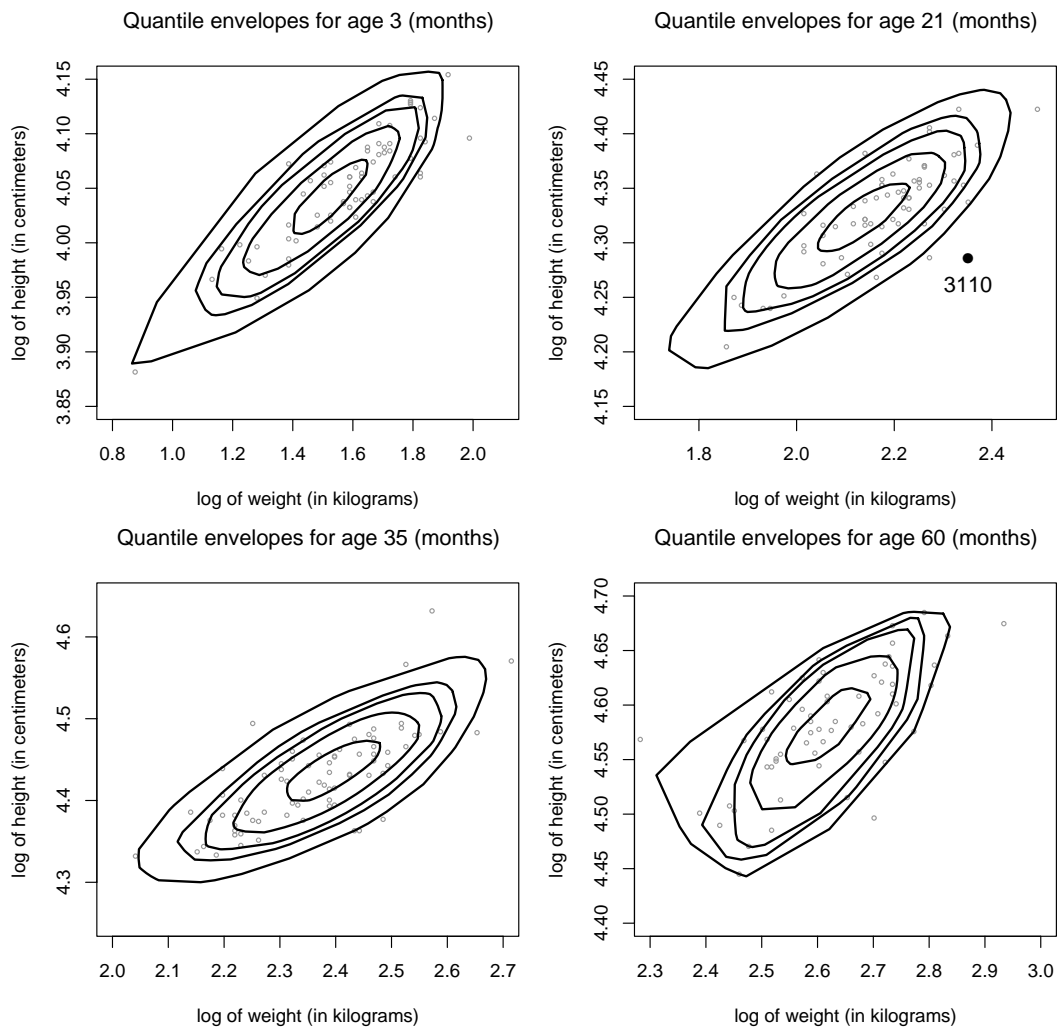 Quantile envelopes for age 3 (months)
log of height (in centimeters)
4.15
4.10
4.05
4.00
3.95
3.90
3.85
0.8 1.0 1.2 1.4 1.6 1.8 2.0
log of weight (in kilograms)
Quantile envelopes for age 21 (months)
log of height (in centimeters)
4.45
4.40
4.35
4.30
4.25
4.20
4.15
3110
1.8 2.0 2.2 2.4
log of weight (in kilograms)
Quantile envelopes for age 35 (months)
log of height (in centimeters)
4.6
4.5
4.4
4.3
2.0 2.1 2.2 2.3 2.4 2.5 2.6 2.7
log of weight (in kilograms)
Quantile envelopes for age 60 (months)
log of height (in centimeters)
4.70
4.65
4.60
4.55
4.50
4.45
4.40
2.3 2.4 2.5 2.6 2.7 2.8 2.9 3.0
log of weight (in kilograms)